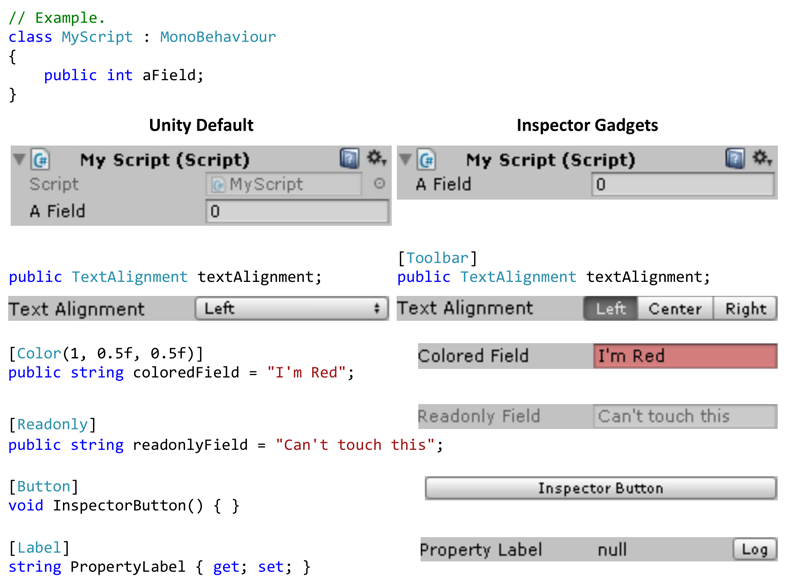 // Example.
class MyScript : MonoBehaviour
{
public int aField;
}
Unity Default
Inspector Gadgets
My Script (Script)
My Script (Script)
Script MyScript
A Field 0
A Field 0
[Toolbar]
public TextAlignment textAlignment;
public TextAlignment textAlignment;
Text Alignment Left
Text Alignment Left Center Right
[Color(1, 0.5f, 0.5f)]
public string coloredField = "I'm Red";
Colored Field I'm Red
[Readonly]
public string readonlyField = "Can't touch this";
Readonly Field Can't touch this
[Button]
void InspectorButton() { }
Inspector Button
[Label]
string PropertyLabel { get; set; }
Property Label null Log